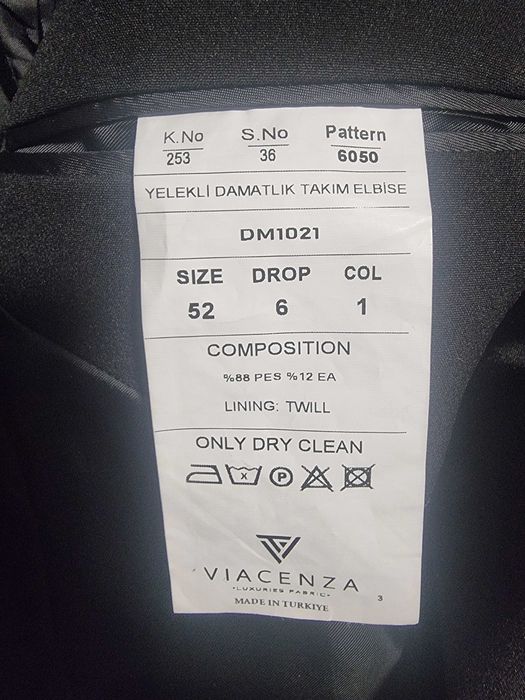 K.No S.No Pattern
253 36 6050
YELEKLİ DAMATLIK TAKIM ELBİSE
DM1021
SIZE DROP COL
52 6 1
COMPOSITION
%88 PES %12 EA
LINING: TWILL
ONLY DRY CLEAN
X P
VIACENZA
•LUXURIES FABRIC•
MADE IN TURKIYE
3